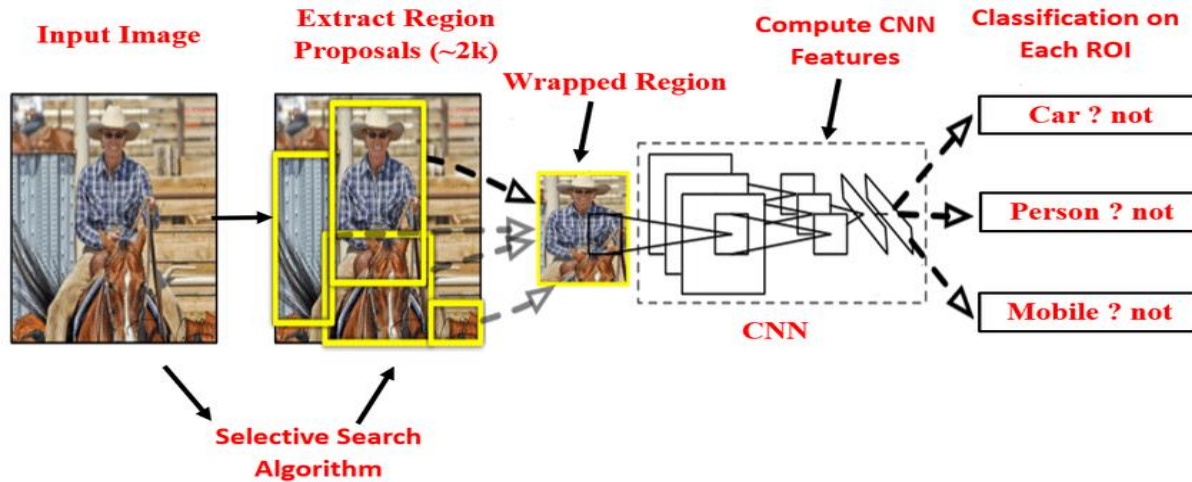 Input Image
Extract Region
Proposals (~2k)
Wrapped Region
Compute CNN
Features
Classification on
Each ROI
Car ? not
Person ? not
Mobile ? not
CNN
Selective Search
Algorithm